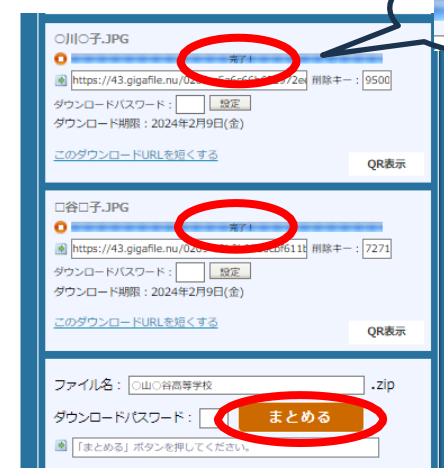 ○川○子.JPG
完了!
https://43.gigafile.nu/ 削除キー: 9500
ダウンロードパスワード: 設定
ダウンロード期限:2024年2月9日(金)
このダウンロードURLを短くする
QR表示
□谷□子.JPG
完了!
https://43.gigafile.nu/ 削除キー: 7271
ダウンロードパスワード: 設定
ダウンロード期限:2024年2月9日(金)
このダウンロードURLを短くする
QR表示
ファイル名: ○山○谷高等学校 .zip
ダウンロードパスワード: まとめる
「まとめる」ボタンを押してください。